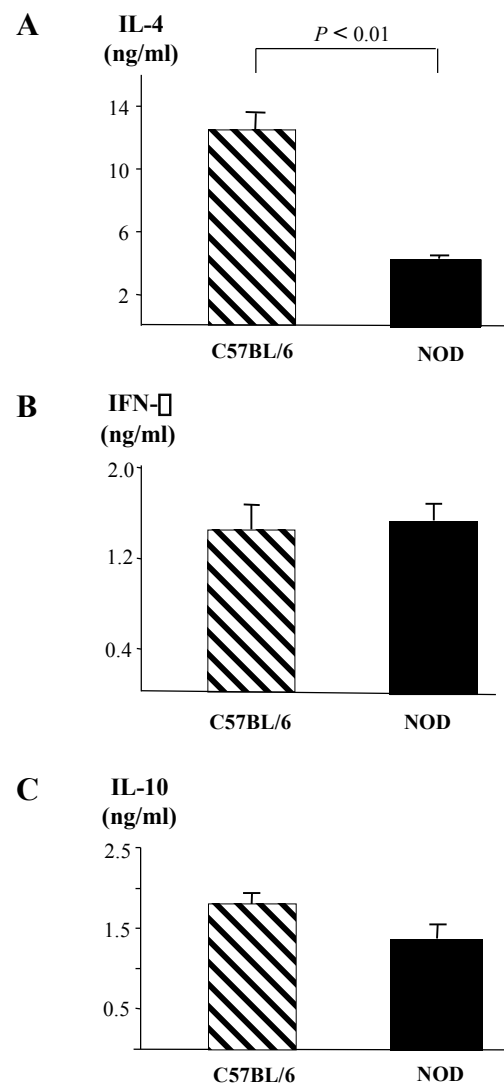 A
IL-4
(ng/ml)
P < 0.01
14
10
6
2
C57BL/6 NOD
B
IFN-▯
(ng/ml)
2.0
1.2
0.4
C57BL/6 NOD
C
IL-10
(ng/ml)
2.5
1.5
0.5
C57BL/6 NOD